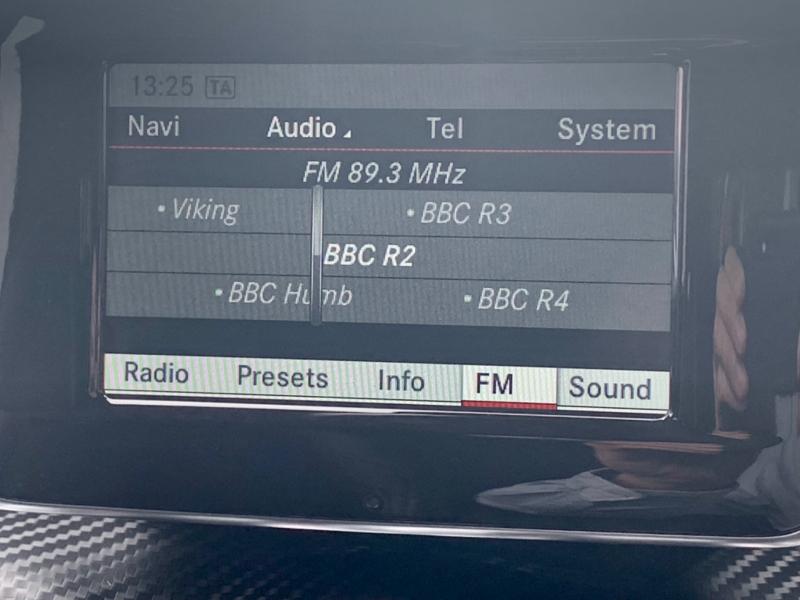 13:25 TA
Navi Audio Tel System
FM 89.3 MHz
• Viking • BBC R3
BBC R2
• BBC Humb • BBC R4
Radio Presets Info FM Sound